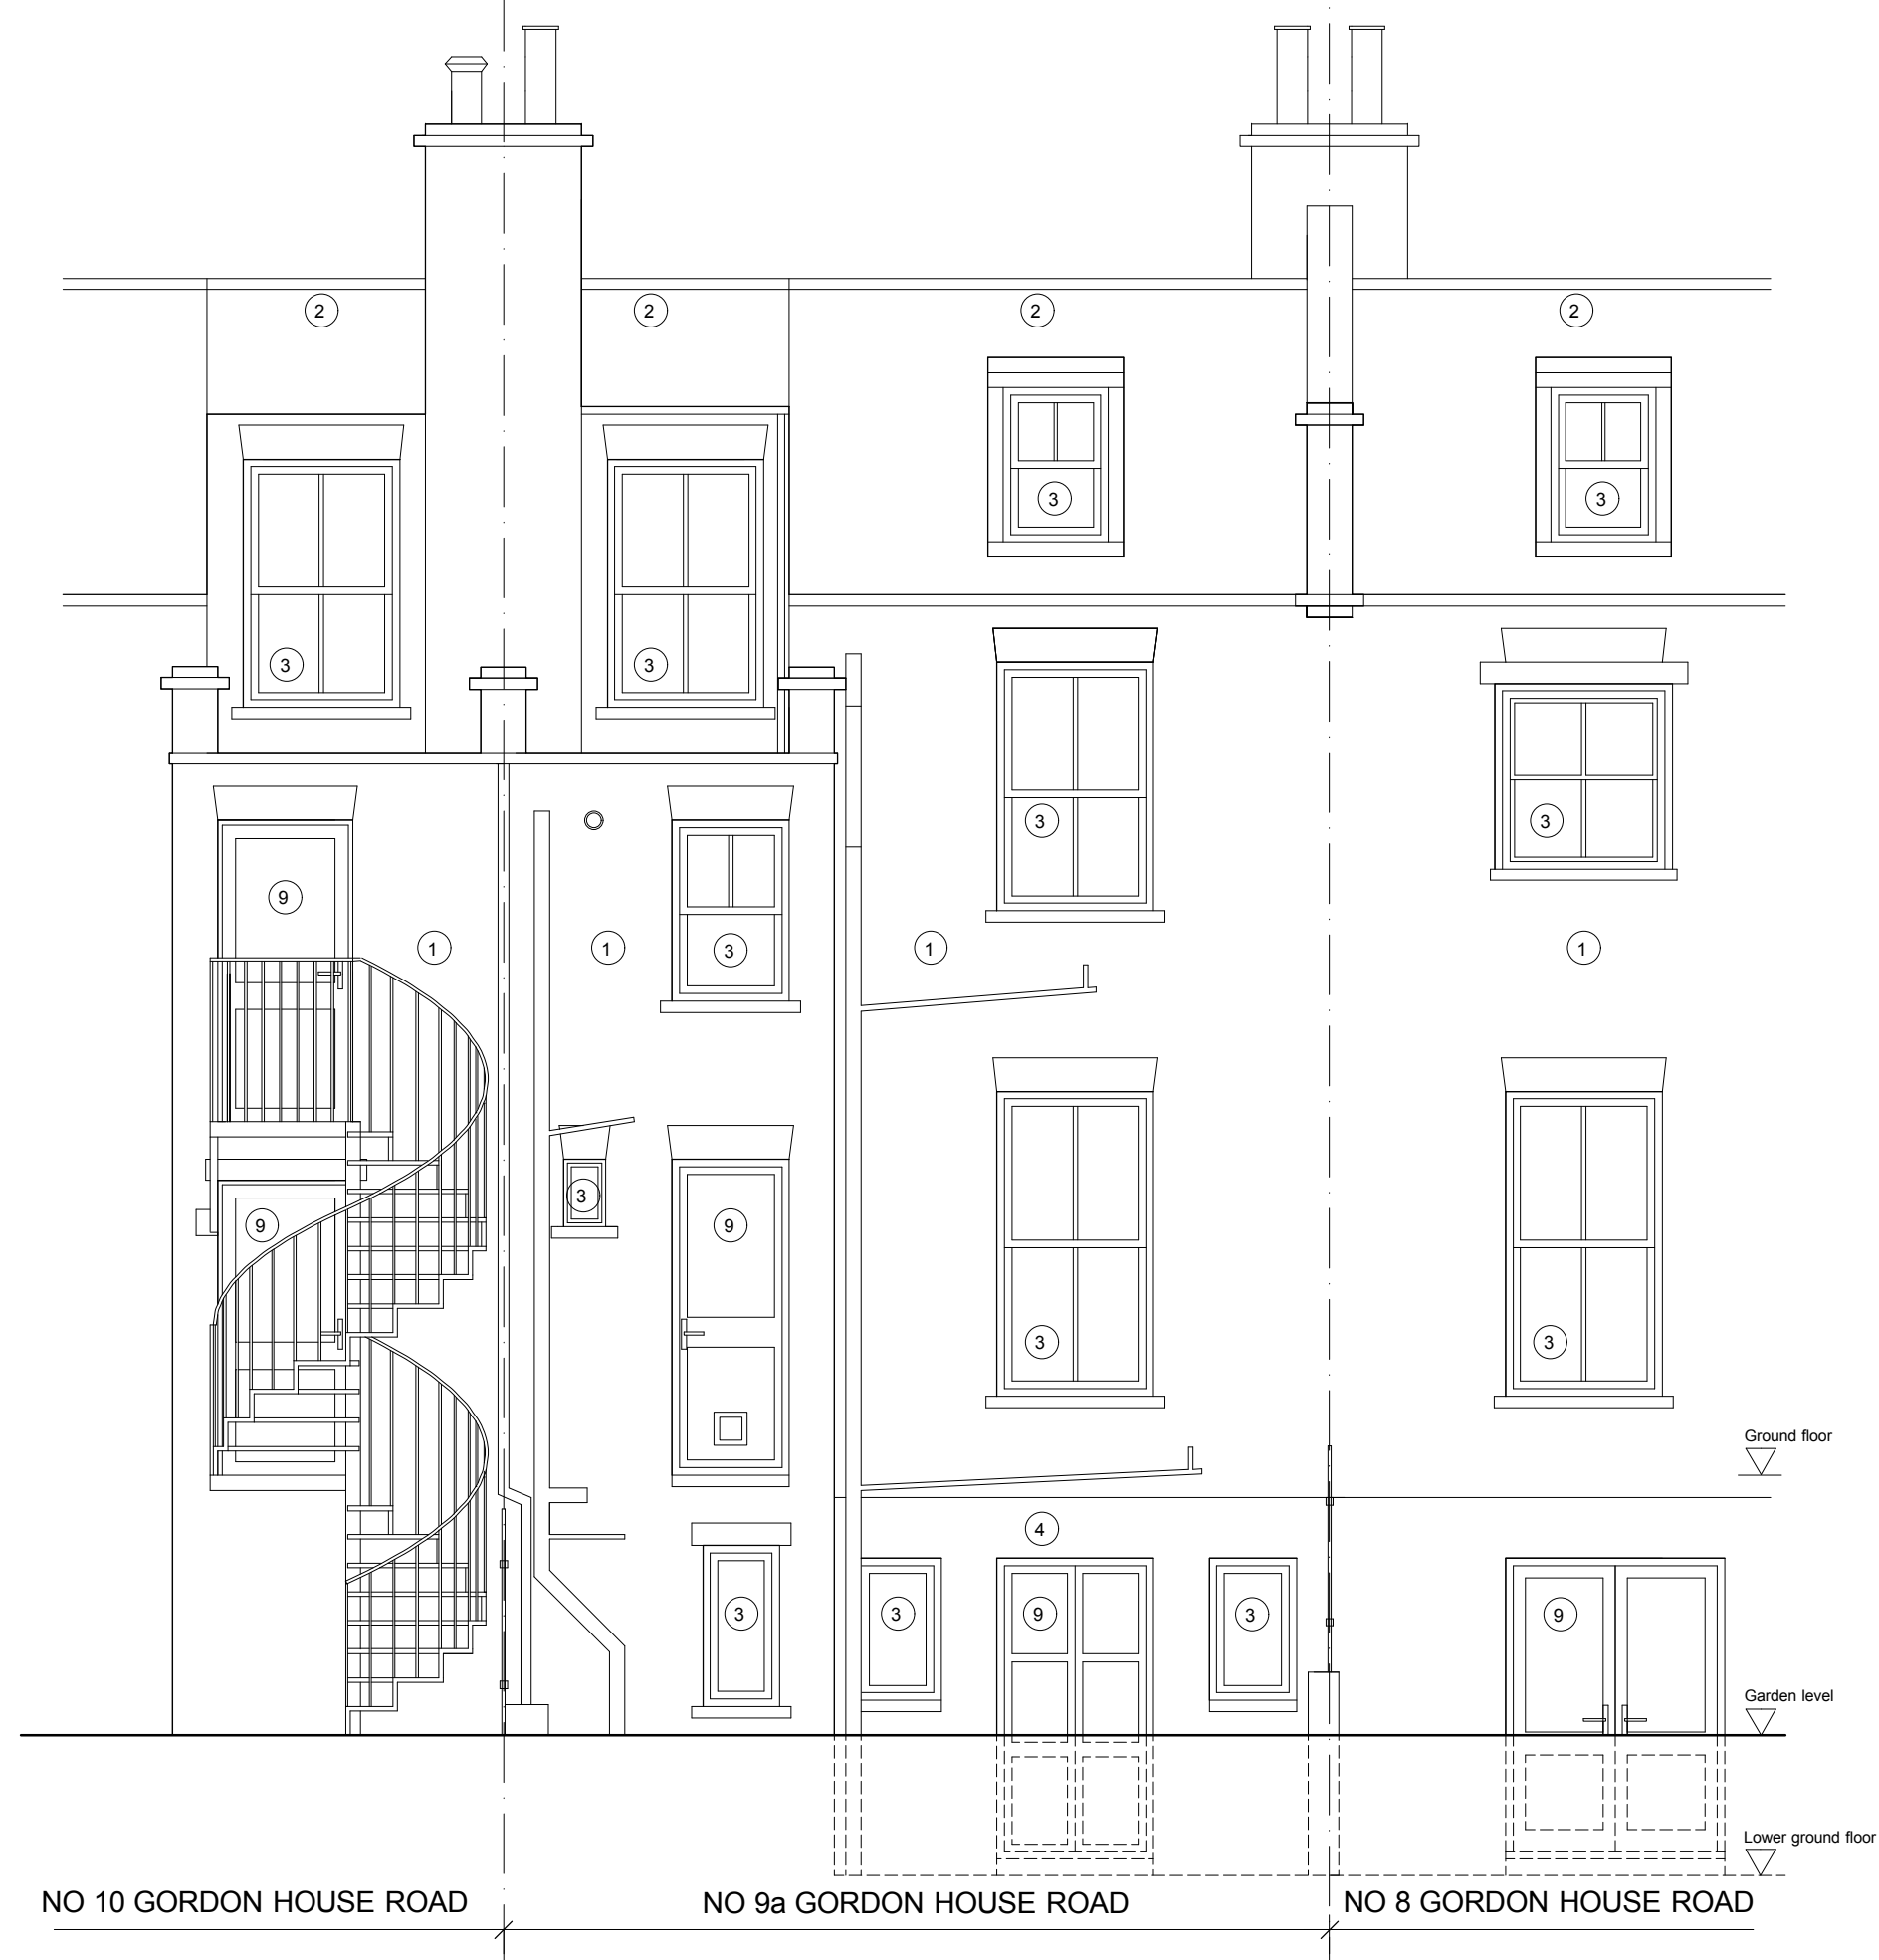 2 2 2 2
3 3
3 3
3 3
9
1 1 3 1 1
3
9 9
3 3
Ground floor
4
3 3 9 3 9
Garden level
Lower ground floor
NO 10 GORDON HOUSE ROAD NO 9a GORDON HOUSE ROAD NO 8 GORDON HOUSE ROAD